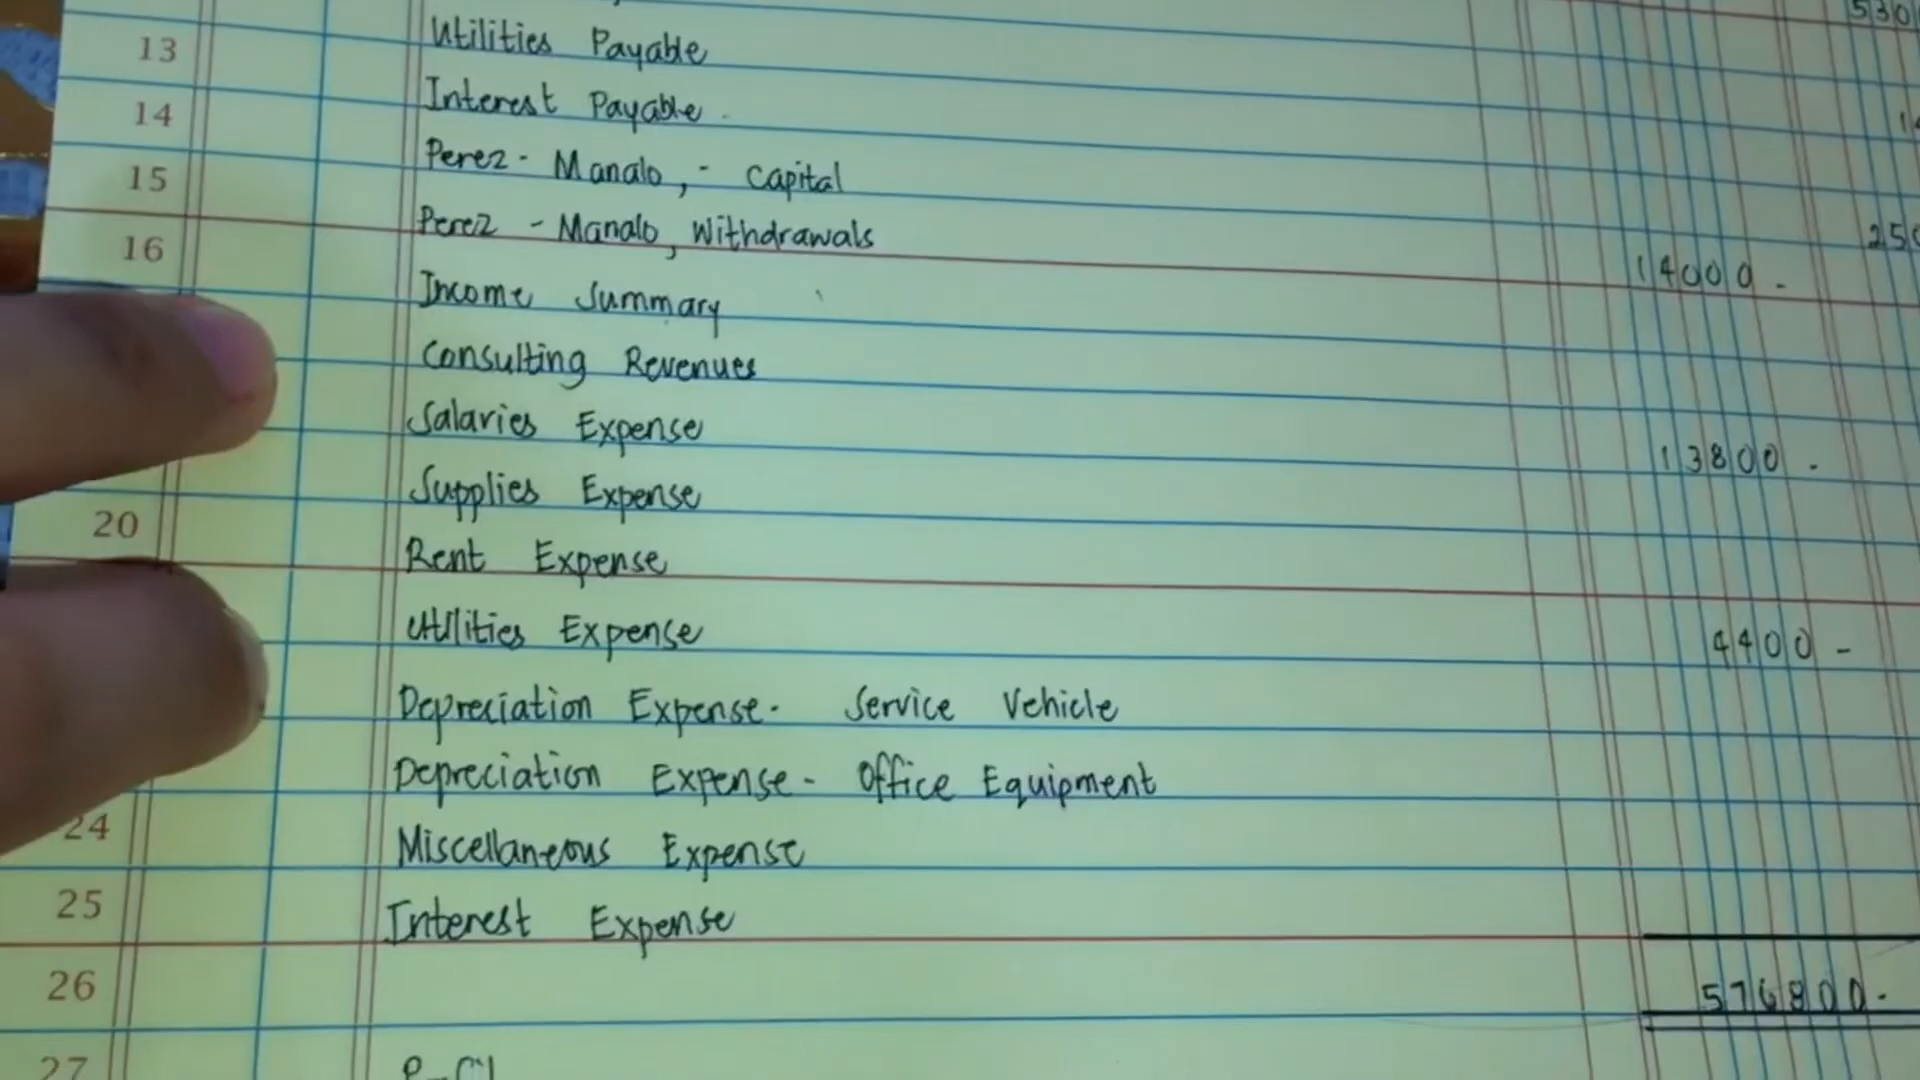 530
13 Utilities Payable
14 Interest Payable
15 Perez - Manalo, - Capital 250
16 Perez - Manalo, Withdrawals 14000 -
Income Summary
Consulting Revenues
Salaries Expense 13800 -
20 Supplies Expense
Rent Expense
Utilities Expense 4400 -
Depreciation Expense - Service Vehicle
Depreciation Expense - Office Equipment
24 Miscellaneous Expense
25 Interest Expense
26 576800 -
27